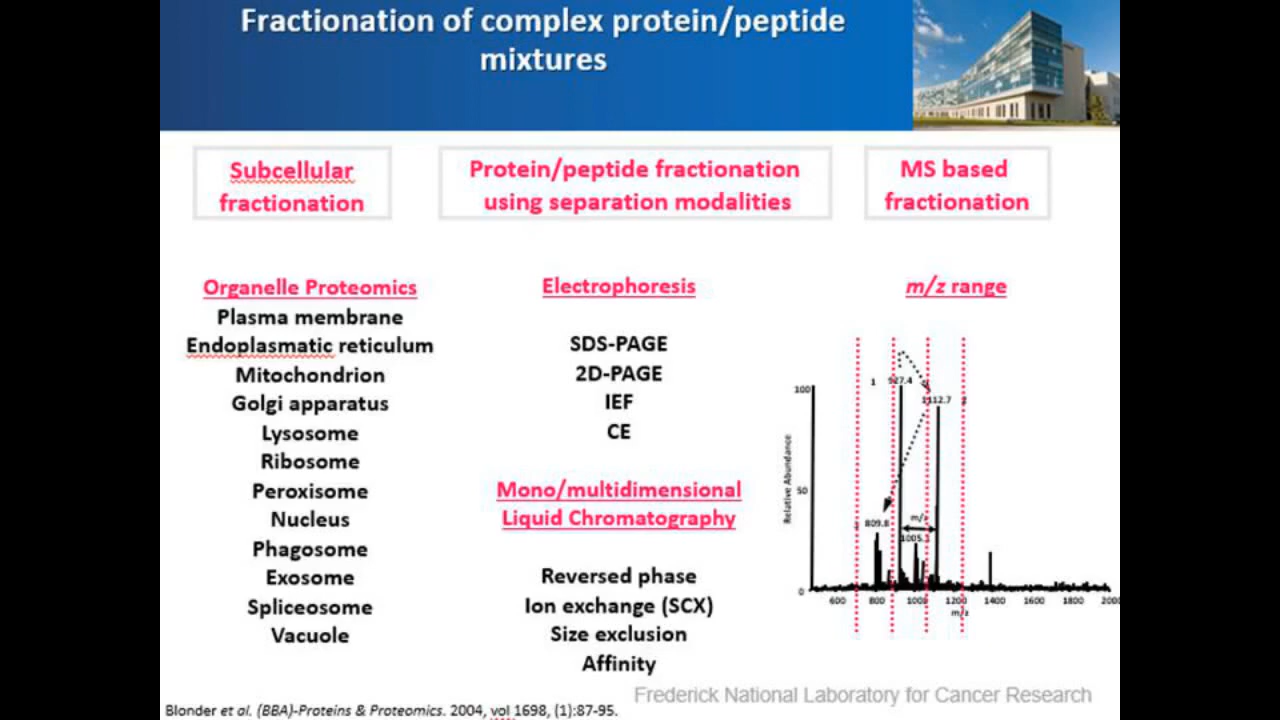 Fractionation of complex protein/peptide
mixtures
Subcellular
fractionation
Protein/peptide fractionation
using separation modalities
MS based
fractionation
Organelle Proteomics
Plasma membrane
Endoplasmatic reticulum
Mitochondrion
Golgi apparatus
Lysosome
Ribosome
Peroxisome
Nucleus
Phagosome
Exosome
Spliceosome
Vacuole
Electrophoresis
SDS-PAGE
2D-PAGE
IEF
CE
Mono/multidimensional
Liquid Chromatography
Reversed phase
Ion exchange (SCX)
Size exclusion
Affinity
m/z range
1 927.4
100 1112.7 2
Relative Abundance
50
m/z
809.8
1005.
0
600 800 1000 1200 1400 1600 1800 2000
m/z
Frederick National Laboratory for Cancer Research
Blonder et al. (BBA)-Proteins & Proteomics. 2004, vol 1698, (1):87-95.